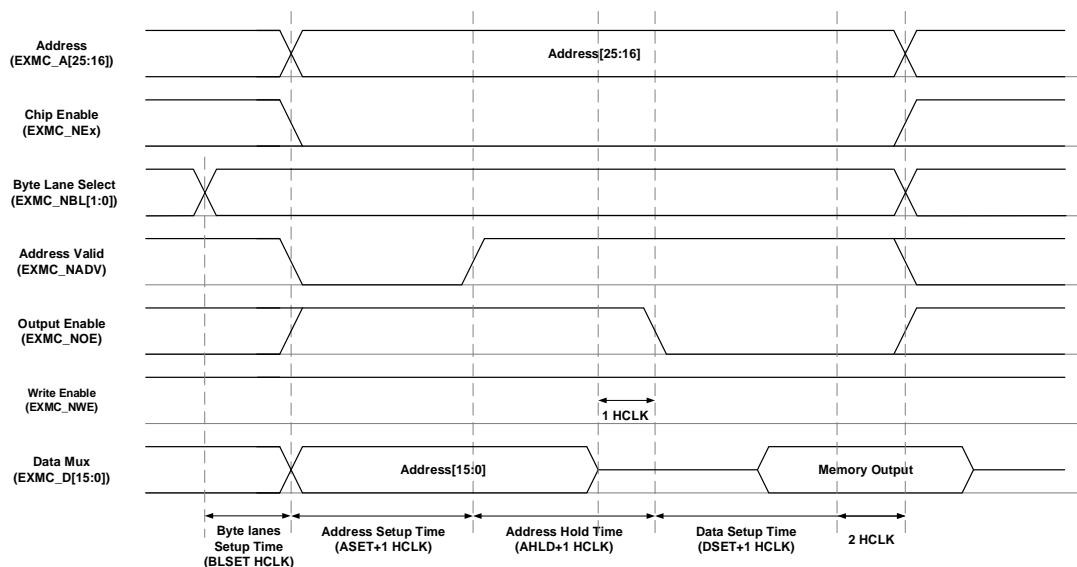 Address
(EXMC_A[25:16])
Address[25:16]
Chip Enable
(EXMC_NEx)
Byte Lane Select
(EXMC_NBL[1:0])
Address Valid
(EXMC_NADV)
Output Enable
(EXMC_NOE)
Write Enable
(EXMC_NWE)
1 HCLK
Data Mux
(EXMC_D[15:0])
Address[15:0]
Memory Output
Byte lanes
Setup Time
(BLSET HCLK)
Address Setup Time
(ASET+1 HCLK)
Address Hold Time
(AHLD+1 HCLK)
Data Setup Time
(DSET+1 HCLK)
2 HCLK